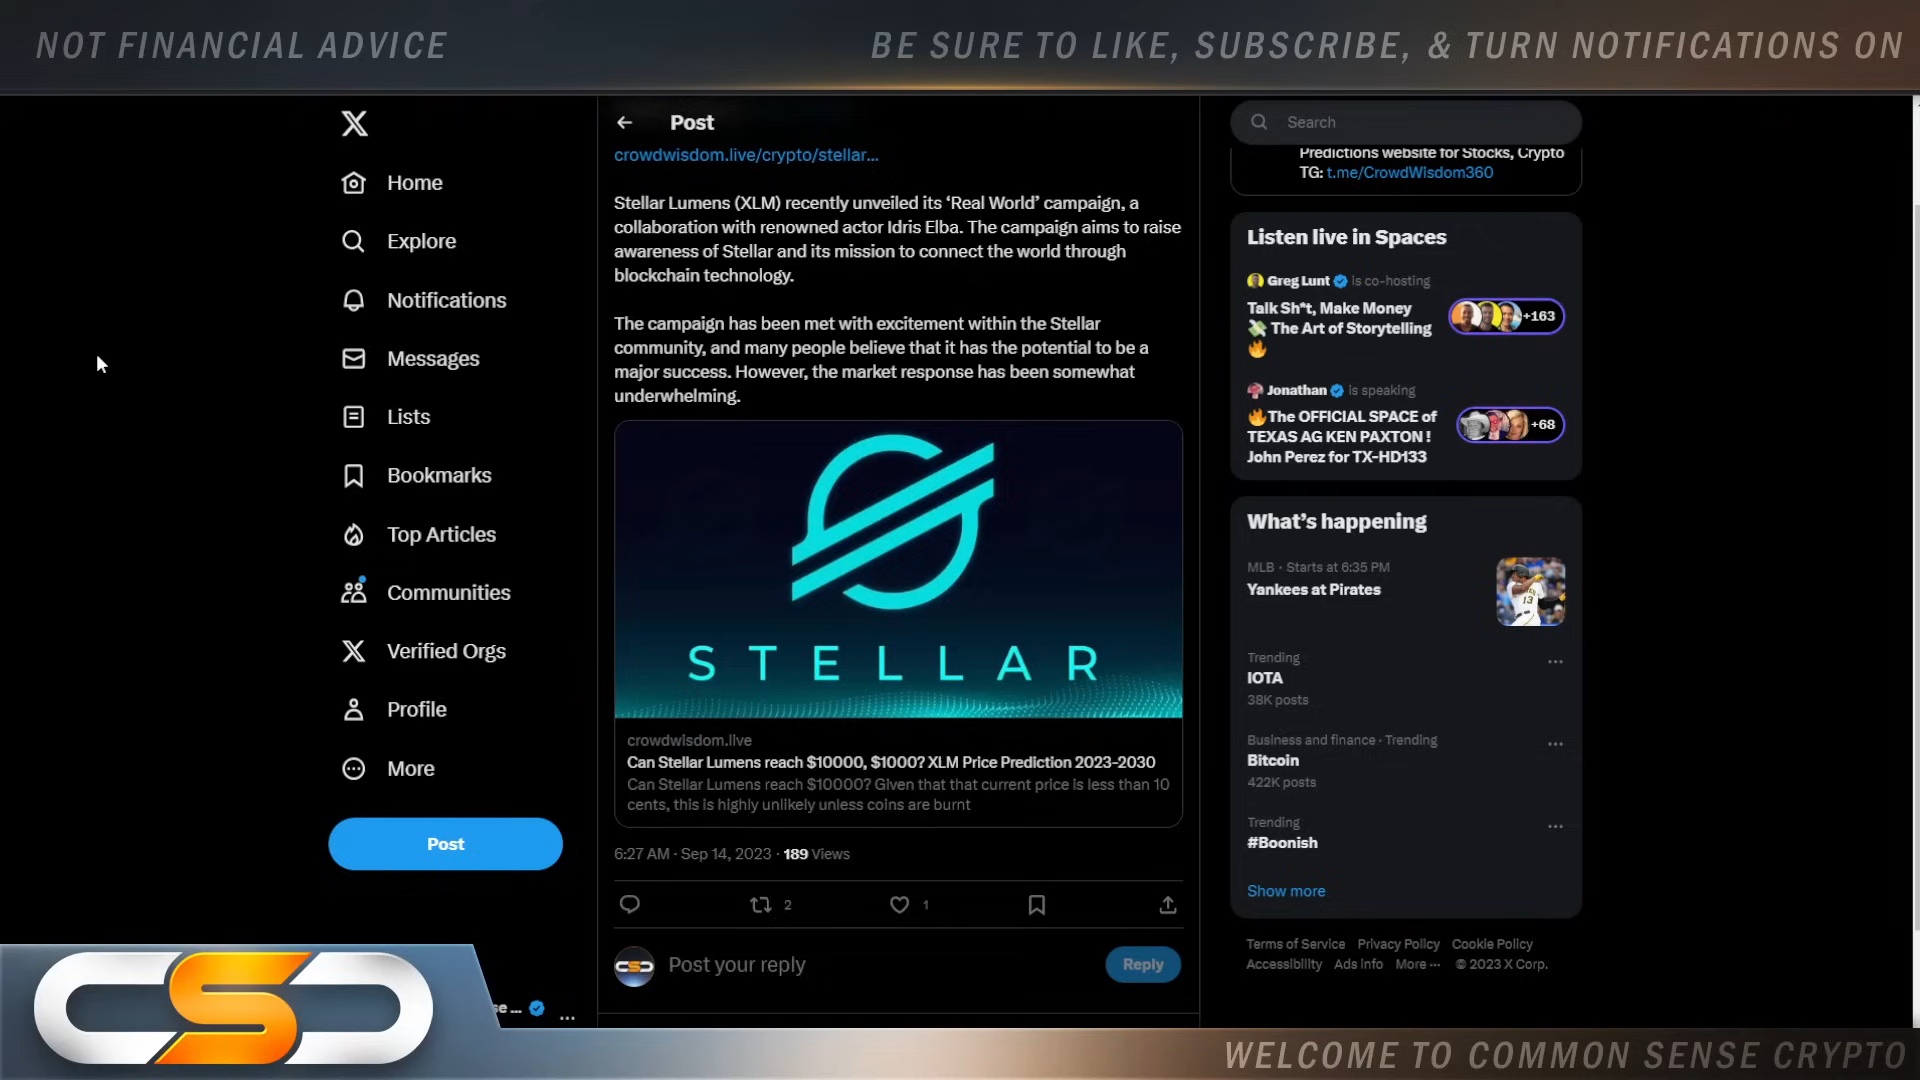 NOT FINANCIAL ADVICE
BE SURE TO LIKE, SUBSCRIBE, & TURN NOTIFICATIONS ON
Home
Explore
Notifications
Messages
Lists
Bookmarks
Top Articles
Communities
Verified Orgs
Profile
More
Post
se ...
Post
crowdwisdom.live/crypto/stellar...
Stellar Lumens (XLM) recently unveiled its ‘Real World’ campaign, a
collaboration with renowned actor Idris Elba. The campaign aims to raise
awareness of Stellar and its mission to connect the world through
blockchain technology.
The campaign has been met with excitement within the Stellar
community, and many people believe that it has the potential to be a
major success. However, the market response has been somewhat
underwhelming.
STELLAR
crowdwisdom.live
Can Stellar Lumens reach $10000, $1000? XLM Price Prediction 2023-2030
Can Stellar Lumens reach $10000? Given that that current price is less than 10
cents, this is highly unlikely unless coins are burnt
6:27 AM · Sep 14, 2023 · 189 Views
2
1
Post your reply
Reply
Search
Predictions website for Stocks, Crypto
TG: t.me/CrowdWisdom360
Listen live in Spaces
Greg Lunt is co-hosting
Talk Sh*t, Make Money
💸 The Art of Storytelling
🔥
+163
Jonathan is speaking
🔥The OFFICIAL SPACE of
TEXAS AG KEN PAXTON !
John Perez for TX-HD133
+68
What’s happening
MLB · Starts at 6:35 PM
Yankees at Pirates
13
Trending
IOTA
38K posts
Business and finance · Trending
Bitcoin
422K posts
Trending
#Boonish
Show more
Terms of Service Privacy Policy Cookie Policy
Accessibility Ads info More ··· © 2023 X Corp.
CSC
WELCOME TO COMMON SENSE CRYPTO